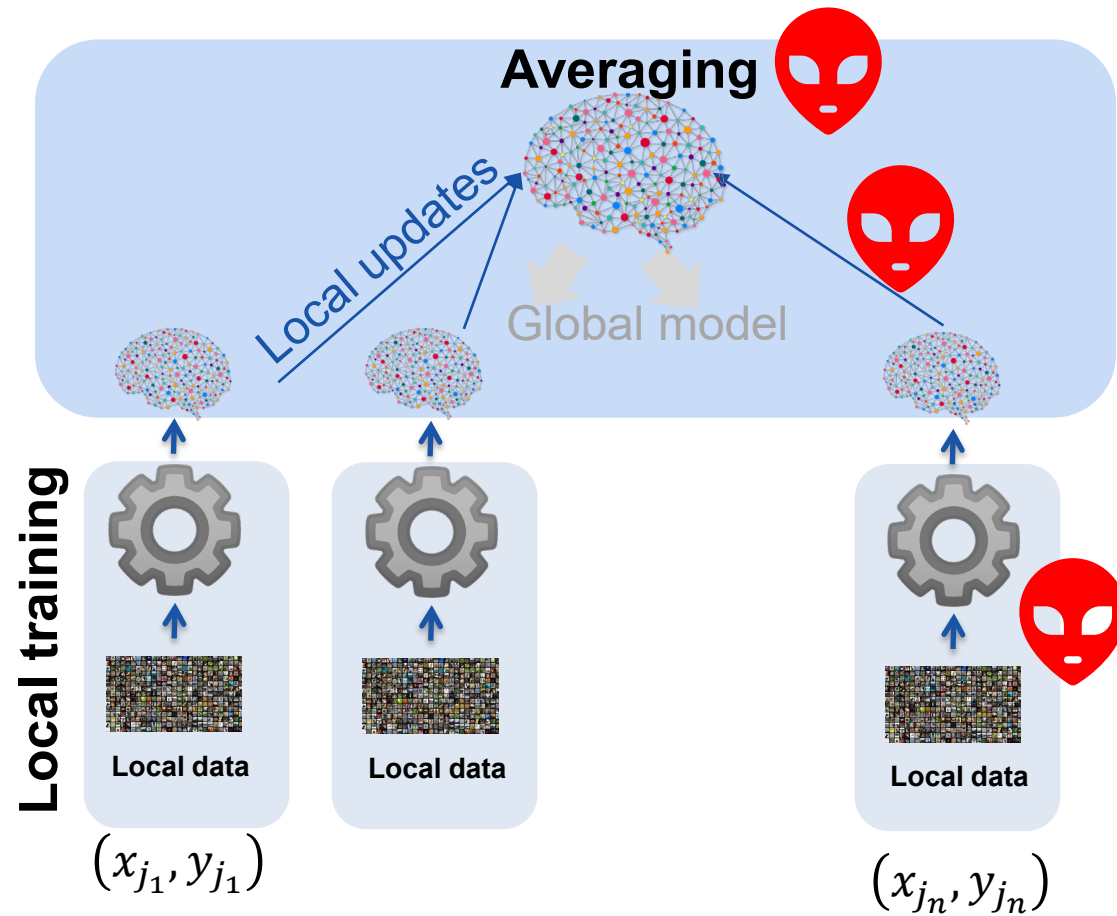 Averaging
Local updates
Global model
Local training
Local data
Local data
Local data
(x_{j_1}, y_{j_1})
(x_{j_n}, y_{j_n})